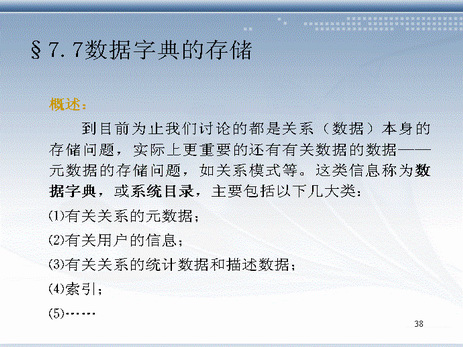 §7.7数据字典的存储
概述：
到目前为止我们讨论的都是关系（数据）本身的
存储问题，实际上更重要的还有有关数据的数据——
元数据的存储问题，如关系模式等。这类信息称为数
据字典，或系统目录，主要包括以下几大类：
⑴有关关系的元数据；
⑵有关用户的信息；
⑶有关关系的统计数据和描述数据；
⑷索引；
⑸……
38